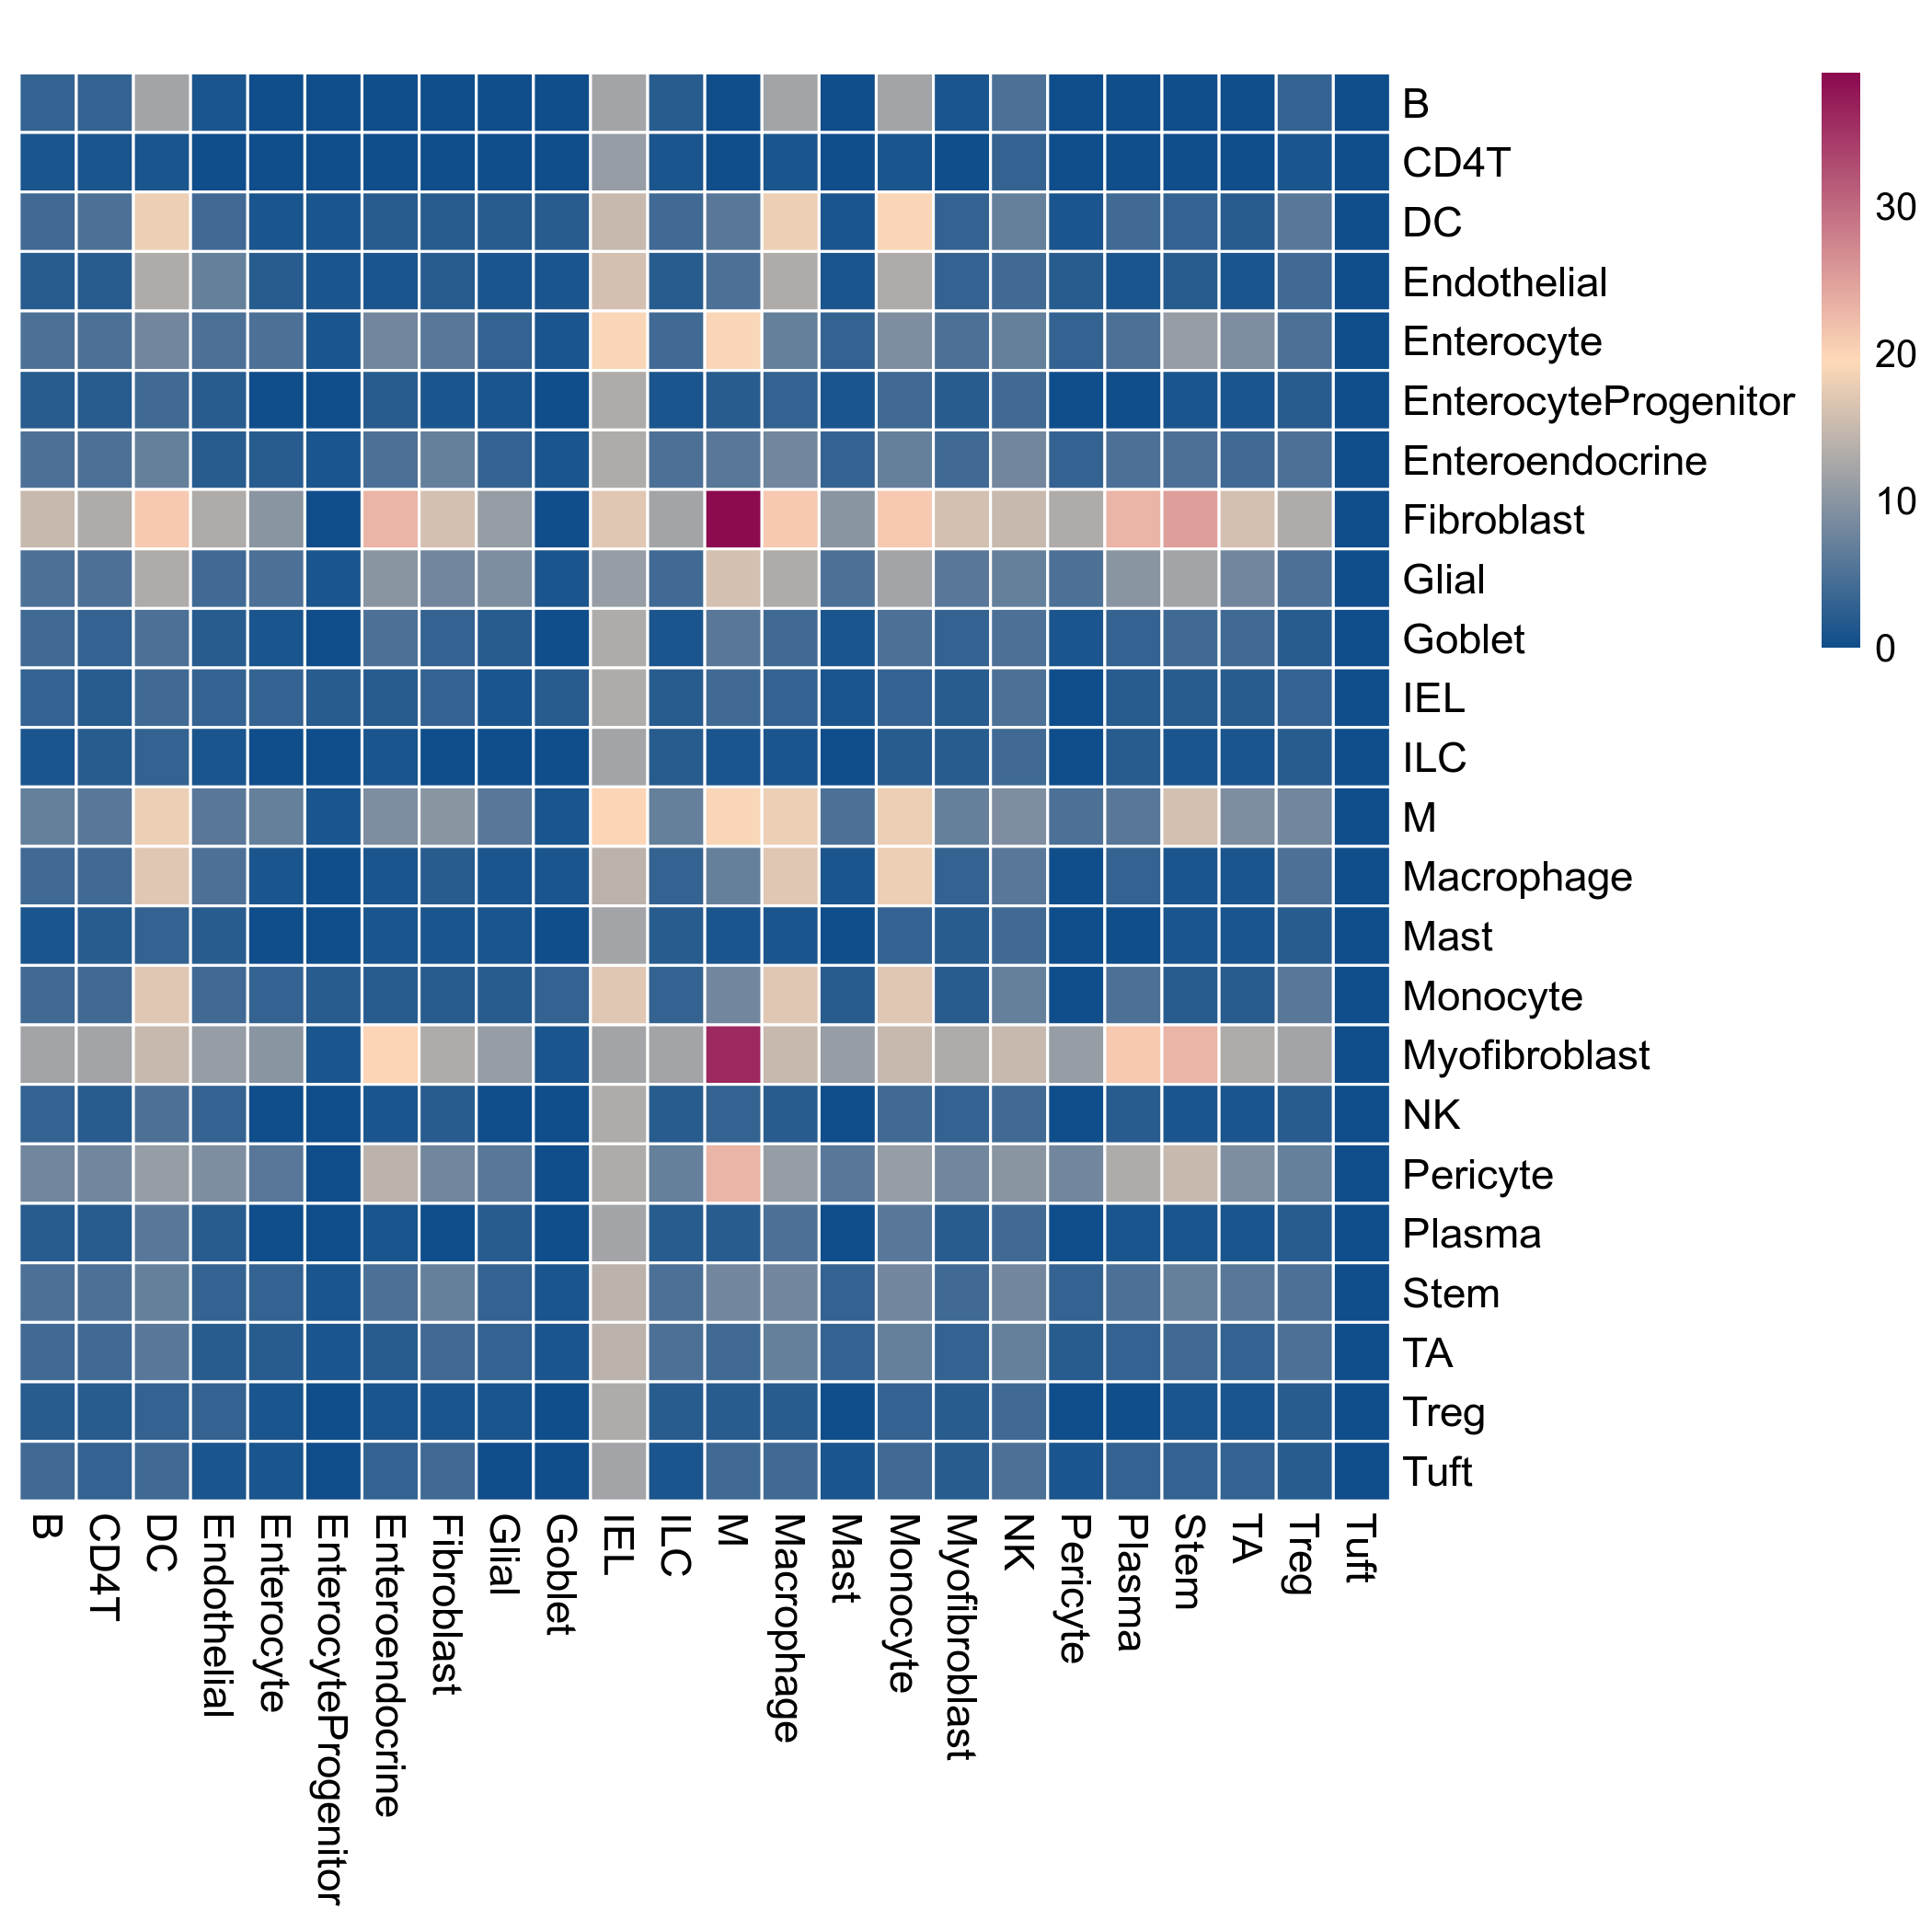 B
CD4T
DC
Endothelial
Enterocyte
EnterocyteProgenitor
Enteroendocrine
Fibroblast
Glial
Goblet
IEL
ILC
M
Macrophage
Mast
Monocyte
Myofibroblast
NK
Pericyte
Plasma
Stem
TA
Treg
Tuft
30
20
10
0
B
CD4T
DC
Endothelial
Enterocyte
EnterocyteProgenitor
Enteroendocrine
Fibroblast
Glial
Goblet
IEL
ILC
M
Macrophage
Mast
Monocyte
Myofibroblast
NK
Pericyte
Plasma
Stem
TA
Treg
Tuft